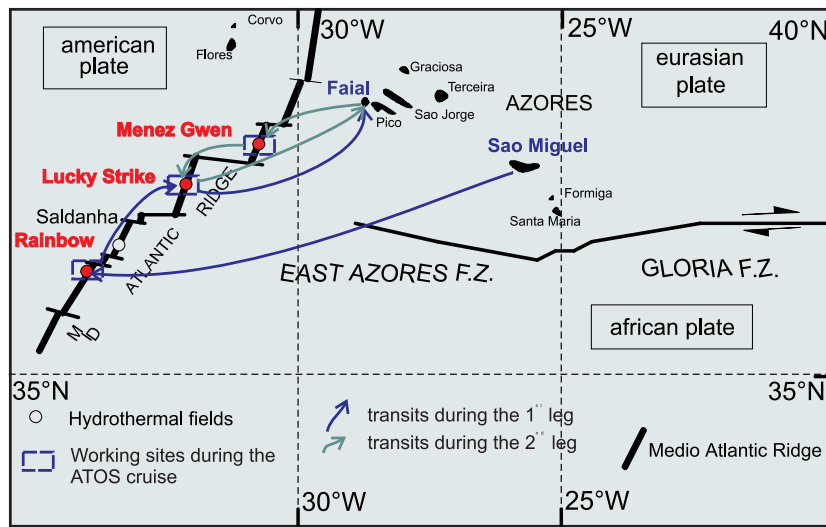 30°W
25°W
40°N
Corvo
Flores
american
plate
eurasian
plate
Graciosa
Terceira
Faial
Pico
Sao Jorge
AZORES
Menez Gwen
Sao Miguel
Lucky Strike
Formiga
Santa Maria
Saldanha
Rainbow
MID
ATLANTIC
RIDGE
EAST AZORES F.Z.
GLORIA F.Z.
african plate
35°N
35°N
Hydrothermal fields
Working sites during the
ATOS cruise
transits during the 1st leg
transits during the 2nd leg
Medio Atlantic Ridge
30°W
25°W